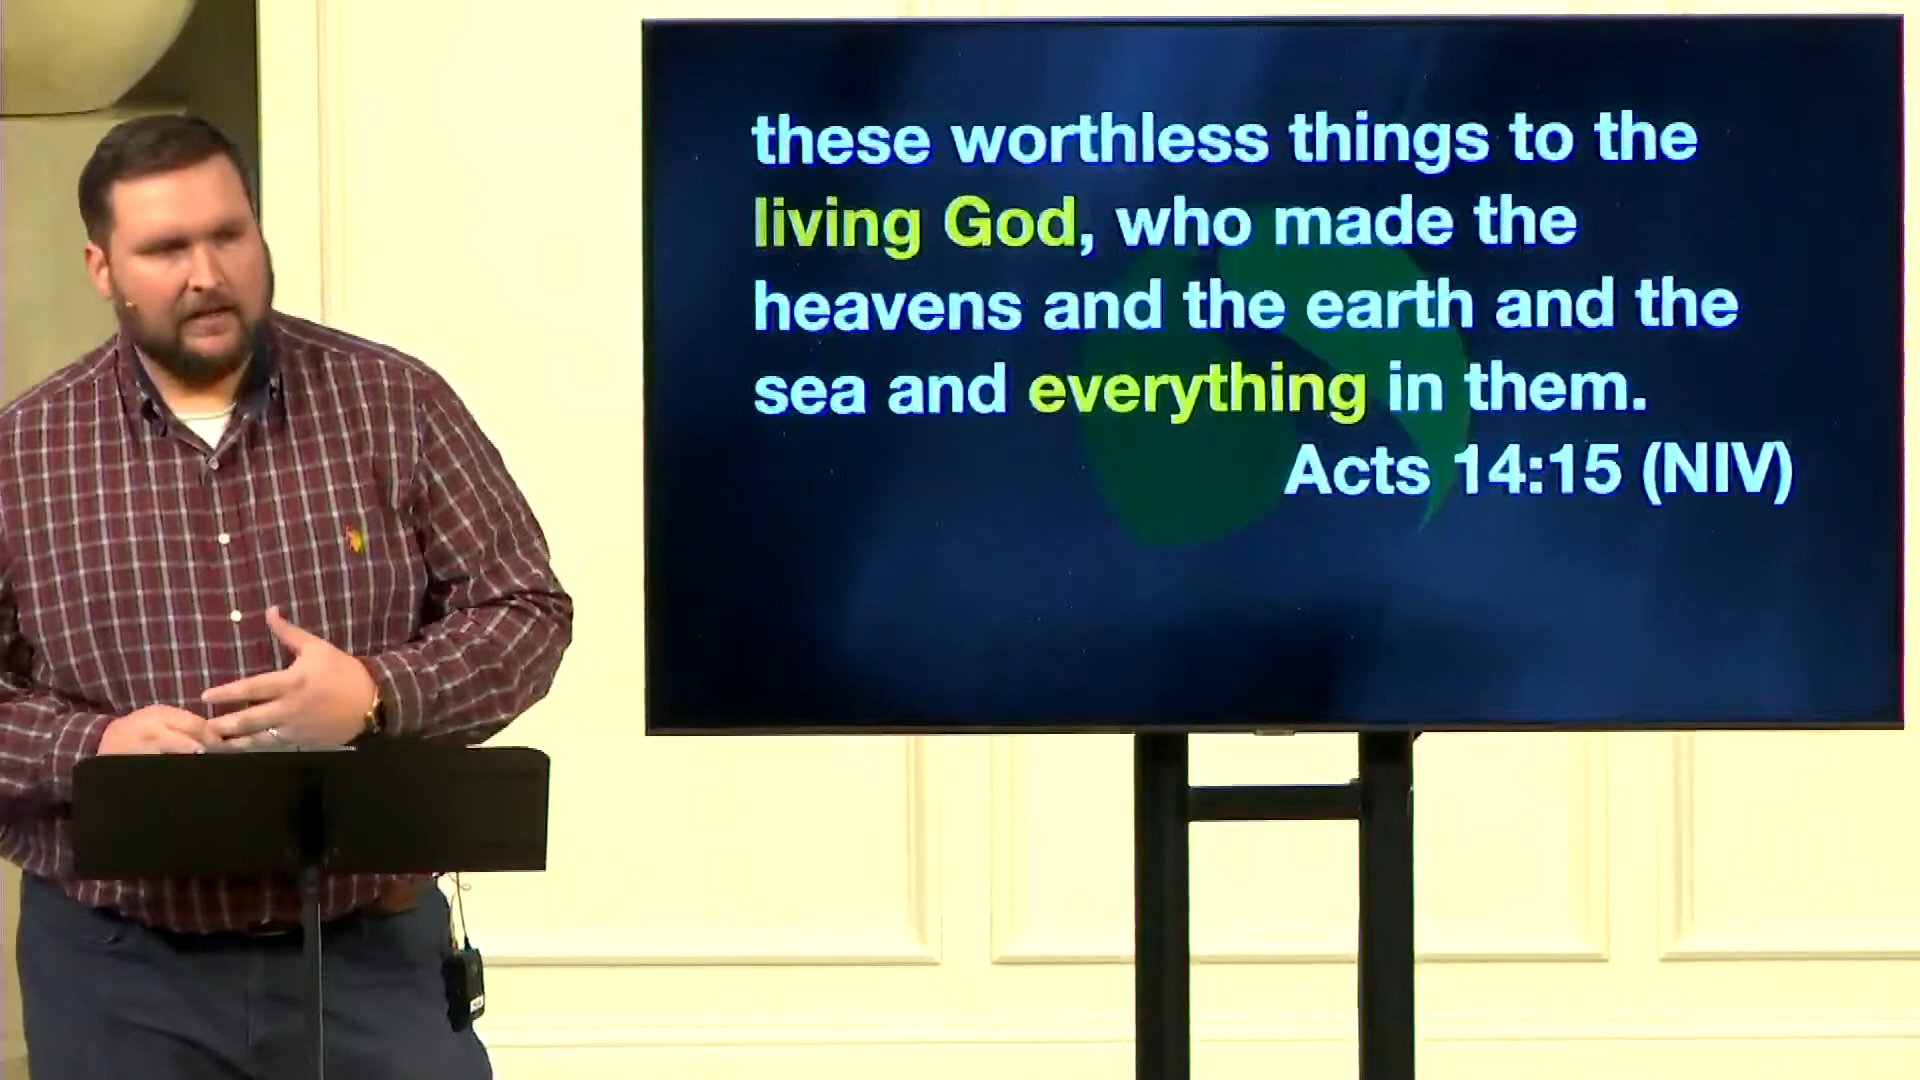 these worthless things to the
living God, who made the
heavens and the earth and the
sea and everything in them.
Acts 14:15 (NIV)